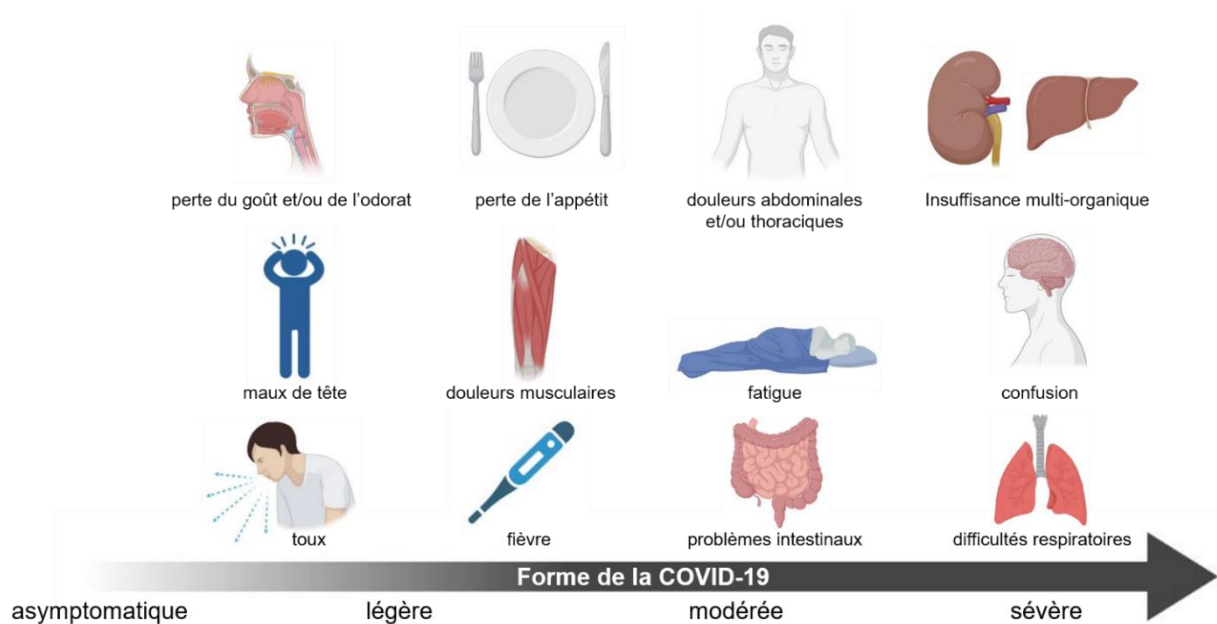 perte du goût et/ou de l’odorat
perte de l’appétit
douleurs abdominales
et/ou thoraciques
Insuffisance multi-organique
maux de tête
douleurs musculaires
fatigue
confusion
toux
fièvre
problèmes intestinaux
difficultés respiratoires
Forme de la COVID-19
asymptomatique
légère
modérée
sévère